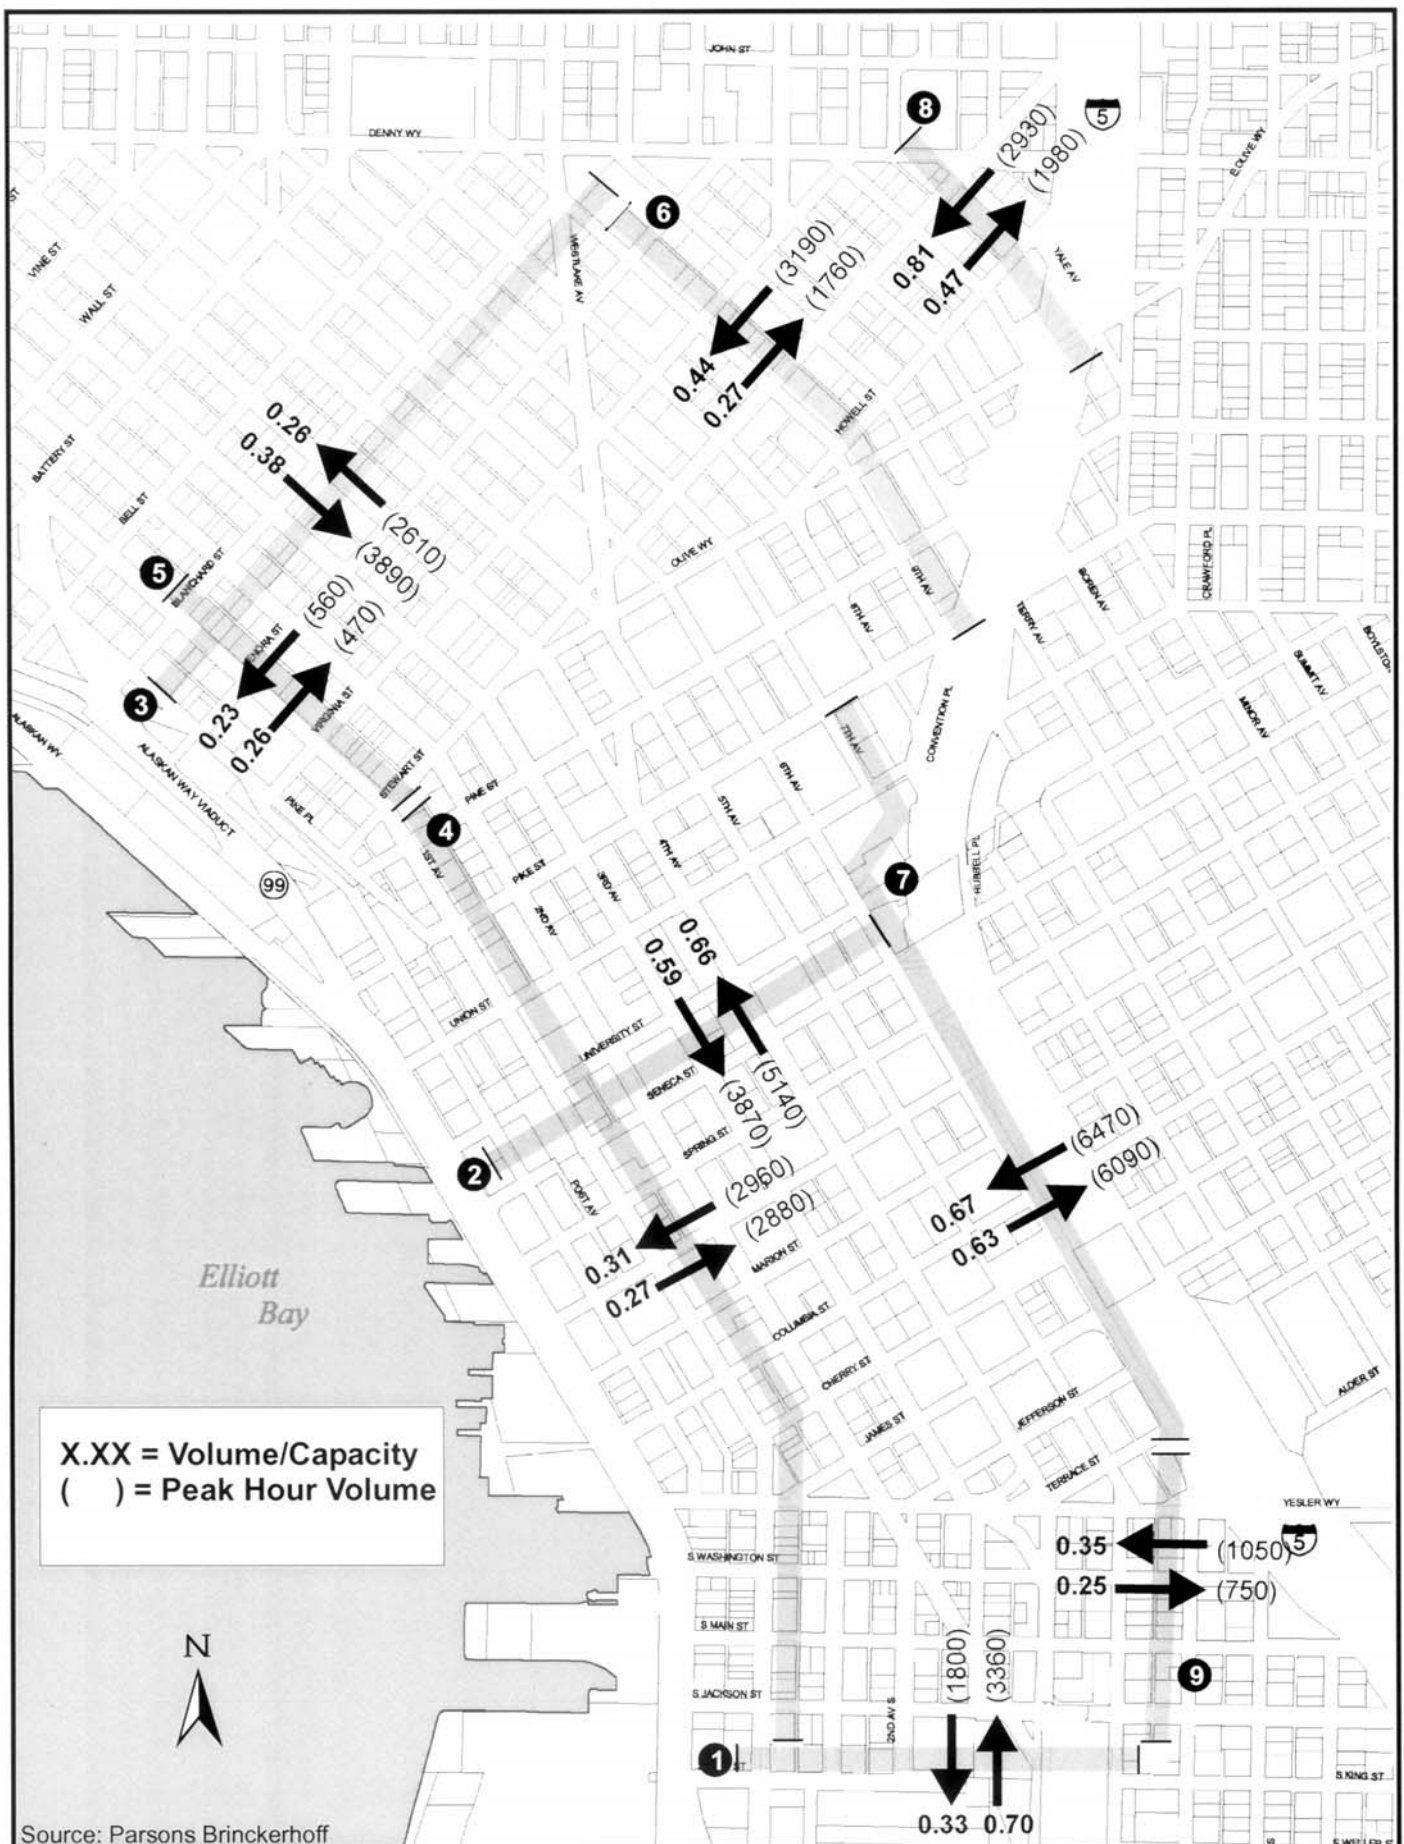 JOHN ST
8
5
DENNY WY
(2930)
(1980)
E OLIVE WY
ST
6
VINE ST
WESTLAKE AV
(3190)
(1760)
0.81
0.47
YALE AV
WALL ST
0.44
0.27
HOWELL ST
0.26
0.38
BATTERY ST
BELL ST
(2610)
(3890)
OLIVE WY
CRAWFORD PL
5
BLANCHARD ST
(560)
(470)
9TH AV
8TH AV
BOREN AV
TERRY AV
BOYLSTON
SUMMIT AV
MINOR AV
3
VIRGINIA ST
0.23
0.26
ALASKAN WY
ALASKAN WAY VIADUCT
PIKE PL
STEWART ST
PINE ST
7TH AV
CONVENTION PL
6TH AV
5TH AV
4
1ST AV
4TH AV
PIKE ST
3RD AV
2ND AV
HUBBELL PL
99
7
0.66
0.59
UNION ST
UNIVERSITY ST
SENECA ST
(5140)
(3870)
SPRING ST
2
POST AV
(2960)
(2880)
(6470)
(6090)
0.67
0.63
0.31
0.27
MARION ST
Elliott
Bay
COLUMBIA ST
CHERRY ST
JAMES ST
JEFFERSON ST
ALDER ST
TERRACE ST
X.XX = Volume/Capacity
( ) = Peak Hour Volume
YESLER WY
5
0.35
(1050)
0.25
(750)
S WASHINGTON ST
S MAIN ST
(1800)
(3360)
N
9
S JACKSON ST
2ND AV S
1
ST
S KING ST
0.33 0.70
Source: Parsons Brinckerhoff